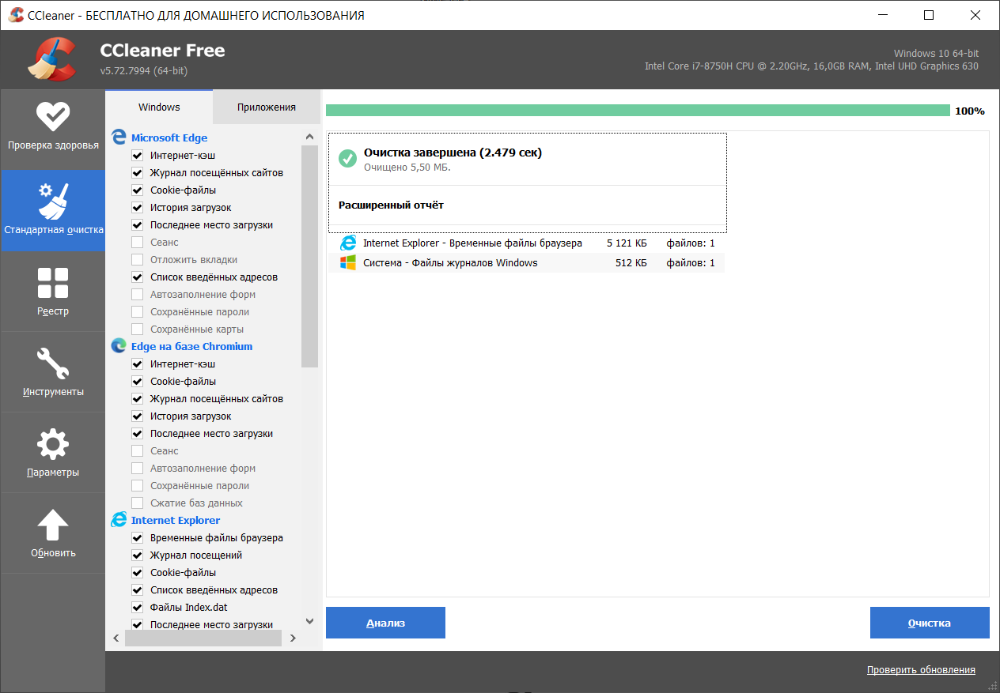 CCleaner - БЕСПЛАТНО ДЛЯ ДОМАШНЕГО ИСПОЛЬЗОВАНИЯ
CCleaner Free
v5.72.7994 (64-bit)
Windows 10 64-bit
Intel Core i7-8750H CPU @ 2.20GHz, 16,0GB RAM, Intel UHD Graphics 630
Проверка здоровья
Стандартная очистка
Реестр
Инструменты
Параметры
Обновить
Windows
Приложения
Microsoft Edge
Интернет-кэш
Журнал посещённых сайтов
Cookie-файлы
История загрузок
Последнее место загрузки
Сеанс
Отложить вкладки
Список введённых адресов
Автозаполнение форм
Сохранённые пароли
Сохранённые карты
Edge на базе Chromium
Интернет-кэш
Cookie-файлы
Журнал посещённых сайтов
История загрузок
Последнее место загрузки
Сеанс
Автозаполнение форм
Сохранённые пароли
Сжатие баз данных
Internet Explorer
Временные файлы браузера
Журнал посещений
Cookie-файлы
Список введённых адресов
Файлы Index.dat
Последнее место загрузки
100%
Очистка завершена (2.479 сек)
Очищено 5,50 МБ.
Расширенный отчёт
Internet Explorer - Временные файлы браузера 5 121 КБ файлов: 1
Система - Файлы журналов Windows 512 КБ файлов: 1
Анализ
Очистка
Проверить обновления